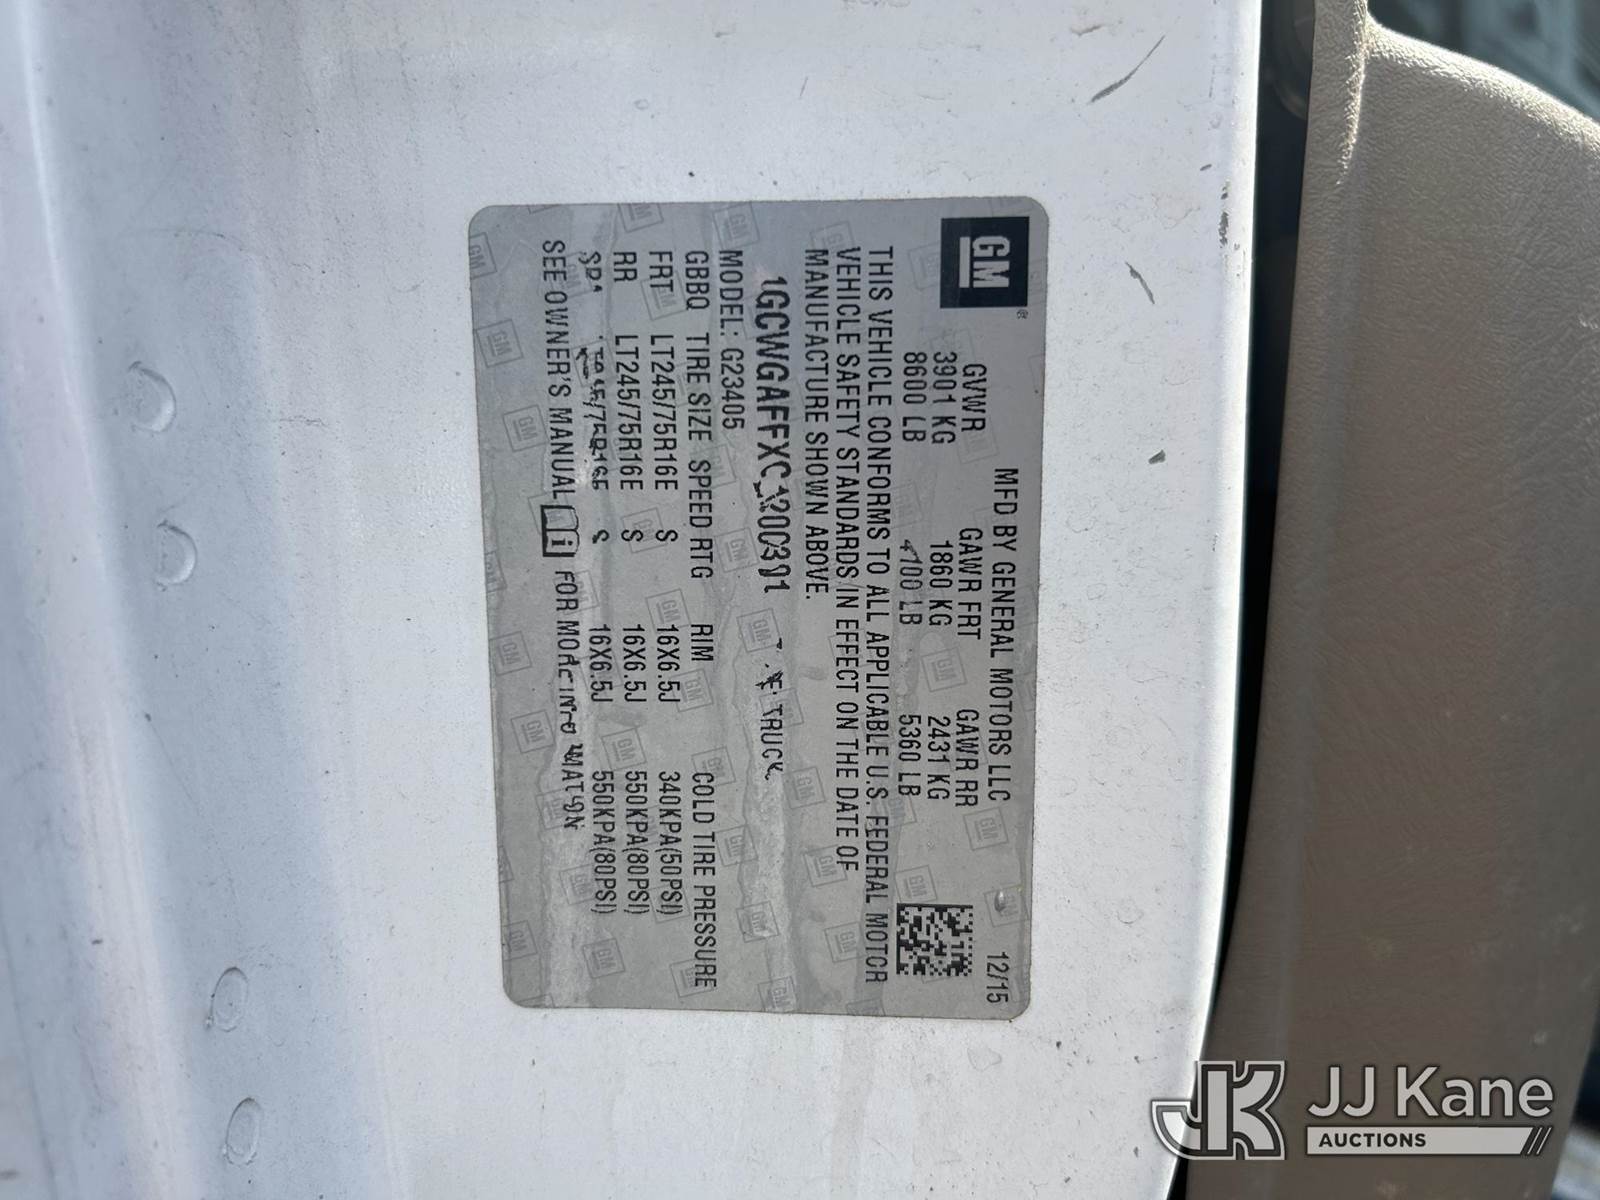 GM ®
MFD BY GENERAL MOTORS LLC 12/15
GVWR GAWR FRT GAWR RR
3901 KG 1860 KG 2431 KG
8600 LB 4100 LB 5360 LB
THIS VEHICLE CONFORMS TO ALL APPLICABLE U.S. FEDERAL MOTOR
VEHICLE SAFETY STANDARDS IN EFFECT ON THE DATE OF
MANUFACTURE SHOWN ABOVE.
TRUCK
MODEL: G23405
GBBQ TIRE SIZE SPEED RTG RIM COLD TIRE PRESSURE
FRT LT245/75R16E S 16X6.5J 340KPA(50PSI)
RR LT245/75R16E S 16X6.5J 550KPA(80PSI)
S 16X6.5J 550KPA(80PSI)
SEE OWNER'S MANUAL i FOR MORE INFORMATION
JK JJ Kane
AUCTIONS